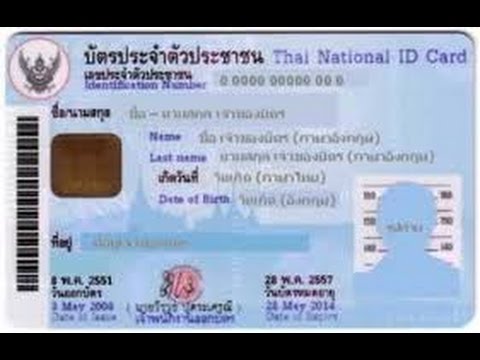 บัตรประจำตัวประชาชน Thai National ID Card
เลขประจำตัวประชาชน
Identification Number
0 0000 00000 00 0
ชื่อ/นามสกุล ชื่อ - นามสกุล เจ้าของบัตร
Name ชื่อ เจ้าของบัตร (ภาษาอังกฤษ)
Last name นามสกุล เจ้าของบัตร (ภาษาอังกฤษ)
เกิดวันที่ วันเกิด (ภาษาไทย)
Date of Birth วันเกิด (อังกฤษ)
ที่อยู่
8 พ.ค. 2551
วันออกบัตร
8 May 2008
Date of Issue
เจ้าพนักงานออกบัตร
28 พ.ค. 2557
วันบัตรหมดอายุ
28 May 2014
Date of Expiry